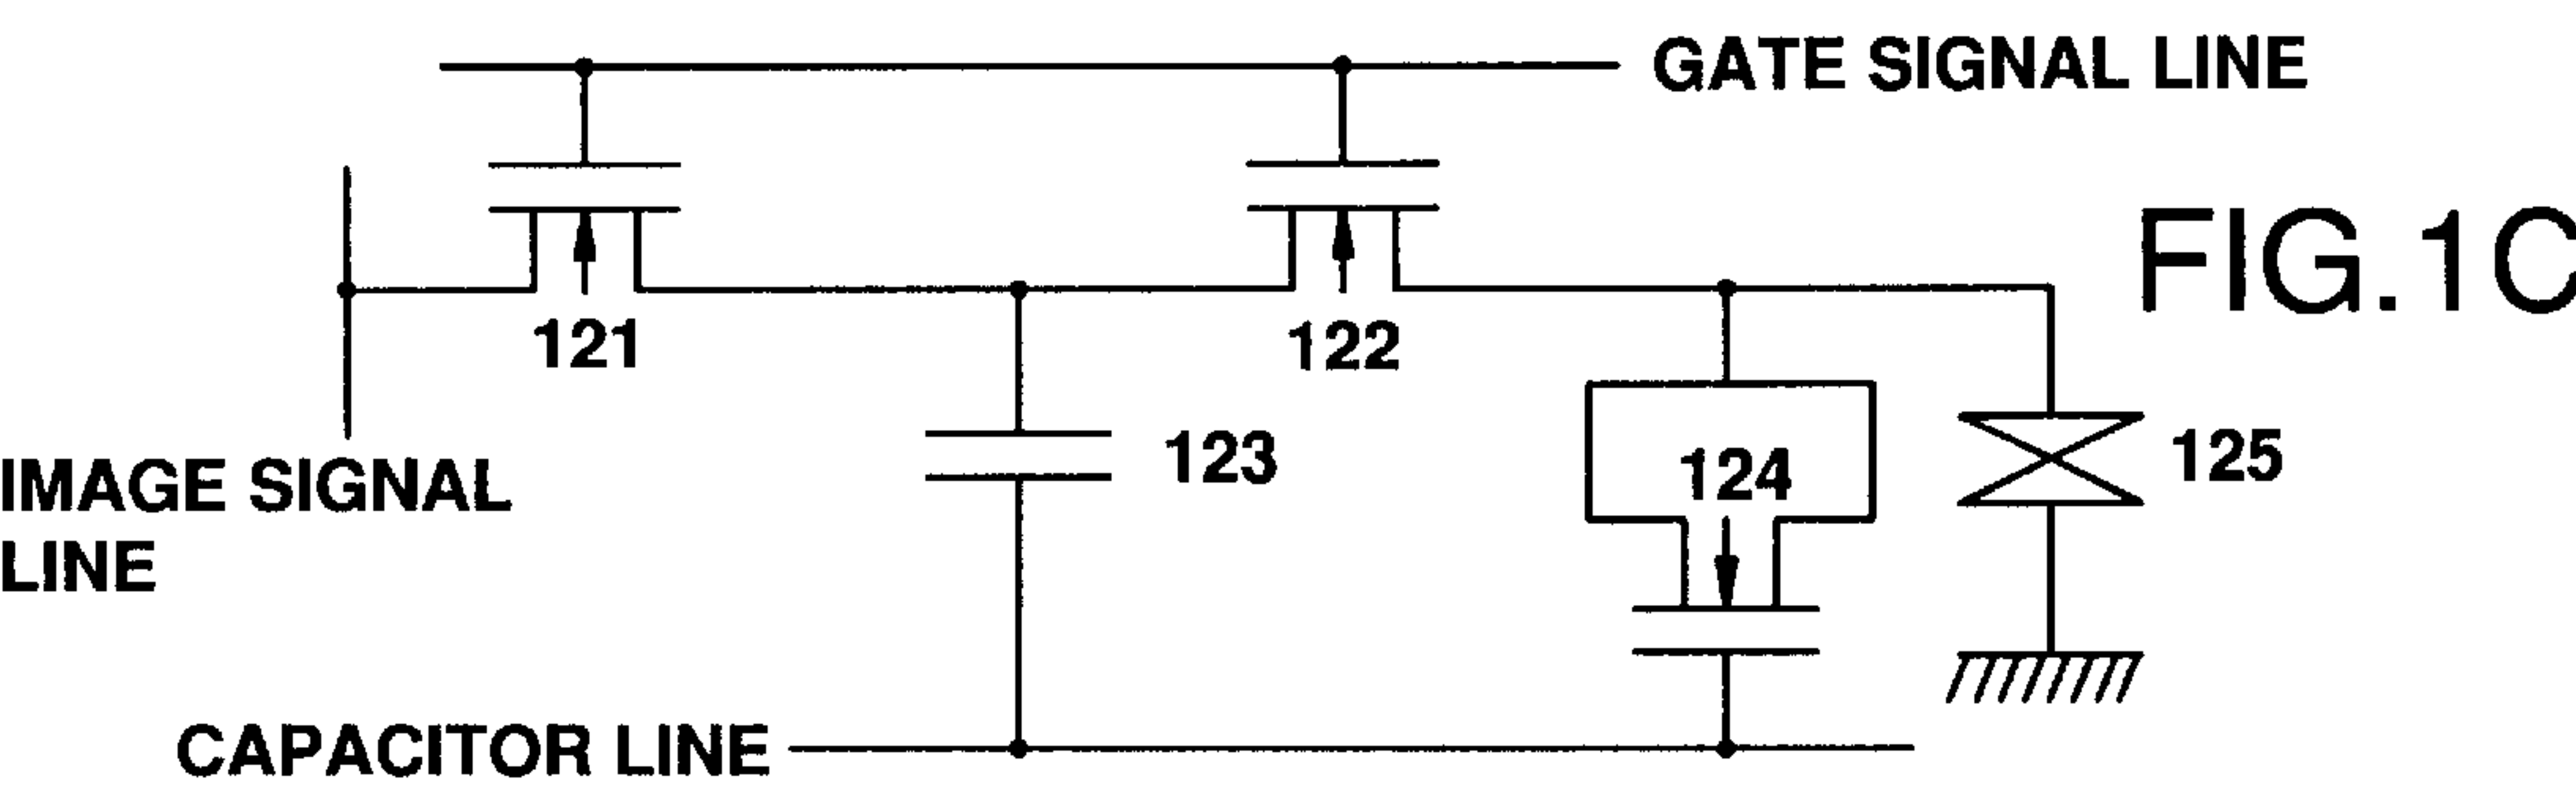 GATE SIGNAL LINE
FIG.1C
121
122
IMAGE SIGNAL
LINE
123
124
125
CAPACITOR LINE